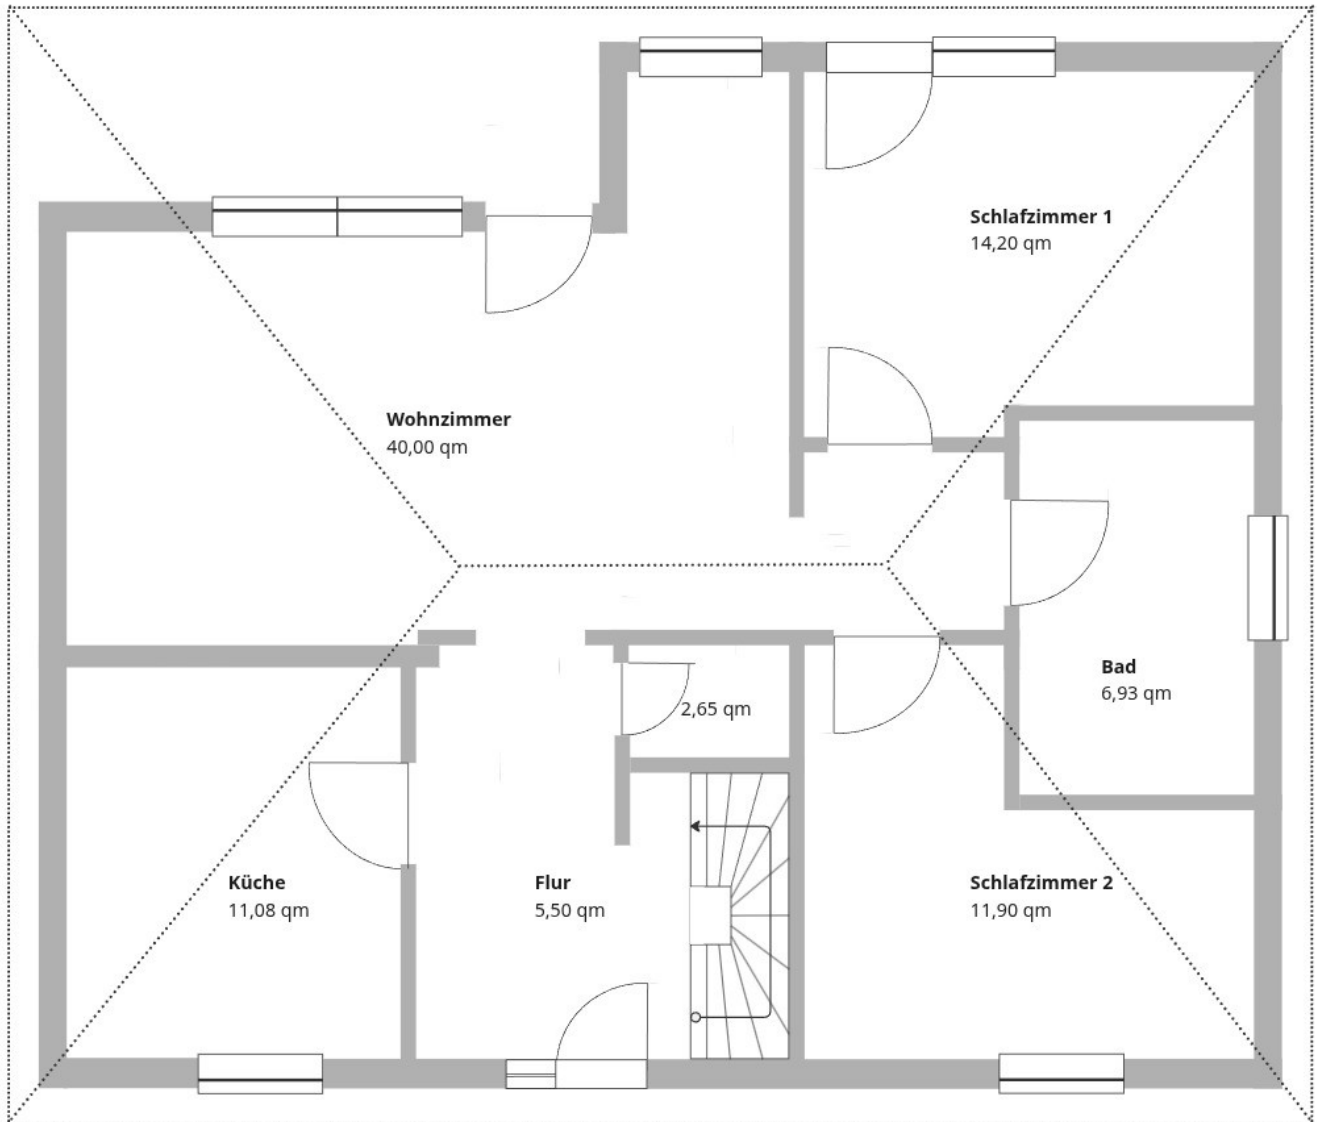 Schlafzimmer 1
14,20 qm
Wohnzimmer
40,00 qm
Bad
6,93 qm
2,65 qm
Küche
11,08 qm
Flur
5,50 qm
Schlafzimmer 2
11,90 qm